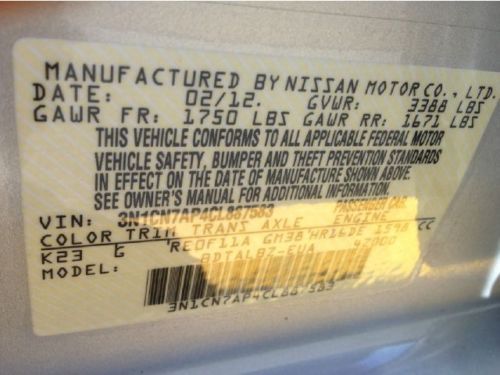 MANUFACTURED BY NISSAN MOTOR CO., LTD.
DATE: 02/12. GVWR: 3388 LBS
GAWR FR: 1750 LBS GAWR RR: 1671 LBS
THIS VEHICLE CONFORMS TO ALL APPLICABLE FEDERAL MOTOR
VEHICLE SAFETY, BUMPER AND THEFT PREVENTION STANDARDS
IN EFFECT ON THE DATE OF MANUFACTURE SHOWN ABOVE.
SEE OWNER'S MANUAL FOR ADDITIONAL INFORMATION.
VIN: 3N1CN7AP4CL887583 PASSENGER CAR
COLOR TRIM TRANS AXLE ENGINE
K23 G RE0F11A GM38 HR16DE 1598 CC
MODEL: BDTALBZ-EUA
3N1CN7AP4CL887583